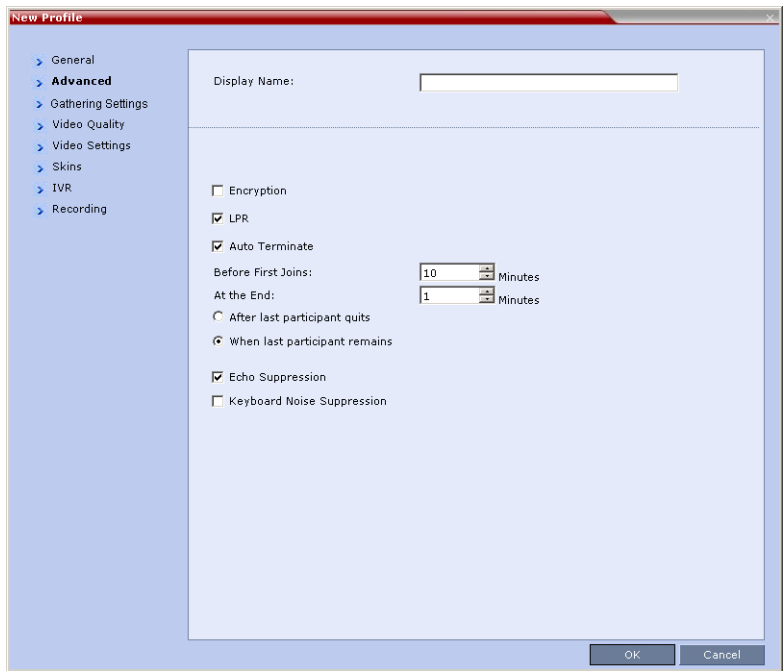 New Profile
General
Advanced
Gathering Settings
Video Quality
Video Settings
Skins
IVR
Recording
Display Name:
Encryption
LPR
Auto Terminate
Before First Joins: 10 Minutes
At the End: 1 Minutes
After last participant quits
When last participant remains
Echo Suppression
Keyboard Noise Suppression
OK Cancel